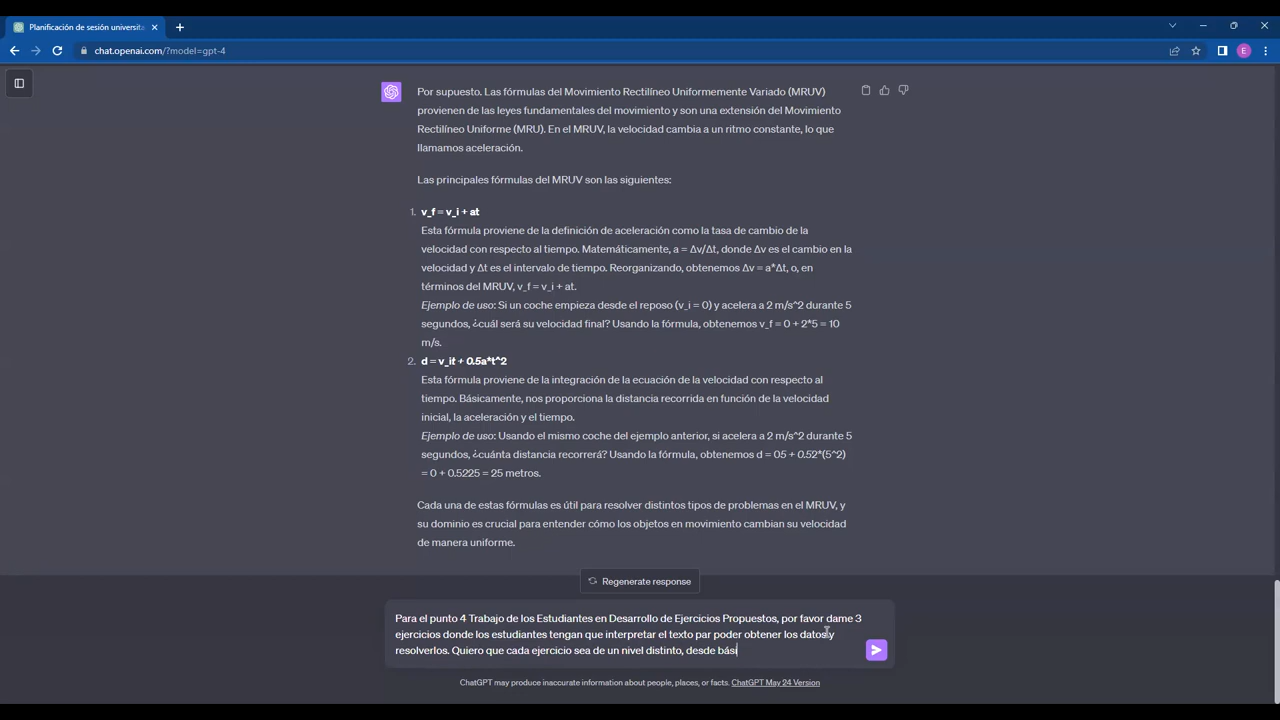 Planificación de sesión universita
chat.openai.com/?model=gpt-4
E
Por supuesto. Las fórmulas del Movimiento Rectilíneo Uniformemente Variado (MRUV)
provienen de las leyes fundamentales del movimiento y son una extensión del Movimiento
Rectilíneo Uniforme (MRU). En el MRUV, la velocidad cambia a un ritmo constante, lo que
llamamos aceleración.
Las principales fórmulas del MRUV son las siguientes:
1. v_f = v_i + at
Esta fórmula proviene de la definición de aceleración como la tasa de cambio de la
velocidad con respecto al tiempo. Matemáticamente, a = Δv/Δt, donde Δv es el cambio en la
velocidad y Δt es el intervalo de tiempo. Reorganizando, obtenemos Δv = a*Δt, o, en
términos del MRUV, v_f = v_i + at.
Ejemplo de uso: Si un coche empieza desde el reposo (v_i = 0) y acelera a 2 m/s^2 durante 5
segundos, ¿cuál será su velocidad final? Usando la fórmula, obtenemos v_f = 0 + 2*5 = 10
m/s.
2. d = v_it + 0.5a*t^2
Esta fórmula proviene de la integración de la ecuación de la velocidad con respecto al
tiempo. Básicamente, nos proporciona la distancia recorrida en función de la velocidad
inicial, la aceleración y el tiempo.
Ejemplo de uso: Usando el mismo coche del ejemplo anterior, si acelera a 2 m/s^2 durante 5
segundos, ¿cuánta distancia recorrerá? Usando la fórmula, obtenemos d = 05 + 0.52*(5^2)
= 0 + 0.5225 = 25 metros.
Cada una de estas fórmulas es útil para resolver distintos tipos de problemas en el MRUV, y
su dominio es crucial para entender cómo los objetos en movimiento cambian su velocidad
de manera uniforme.
Regenerate response
Para el punto 4 Trabajo de los Estudiantes en Desarrollo de Ejercicios Propuestos, por favor dame 3
ejercicios donde los estudiantes tengan que interpretar el texto par poder obtener los datos y
resolverlos. Quiero que cada ejercicio sea de un nivel distinto, desde bási
ChatGPT may produce inaccurate information about people, places, or facts. ChatGPT May 24 Version